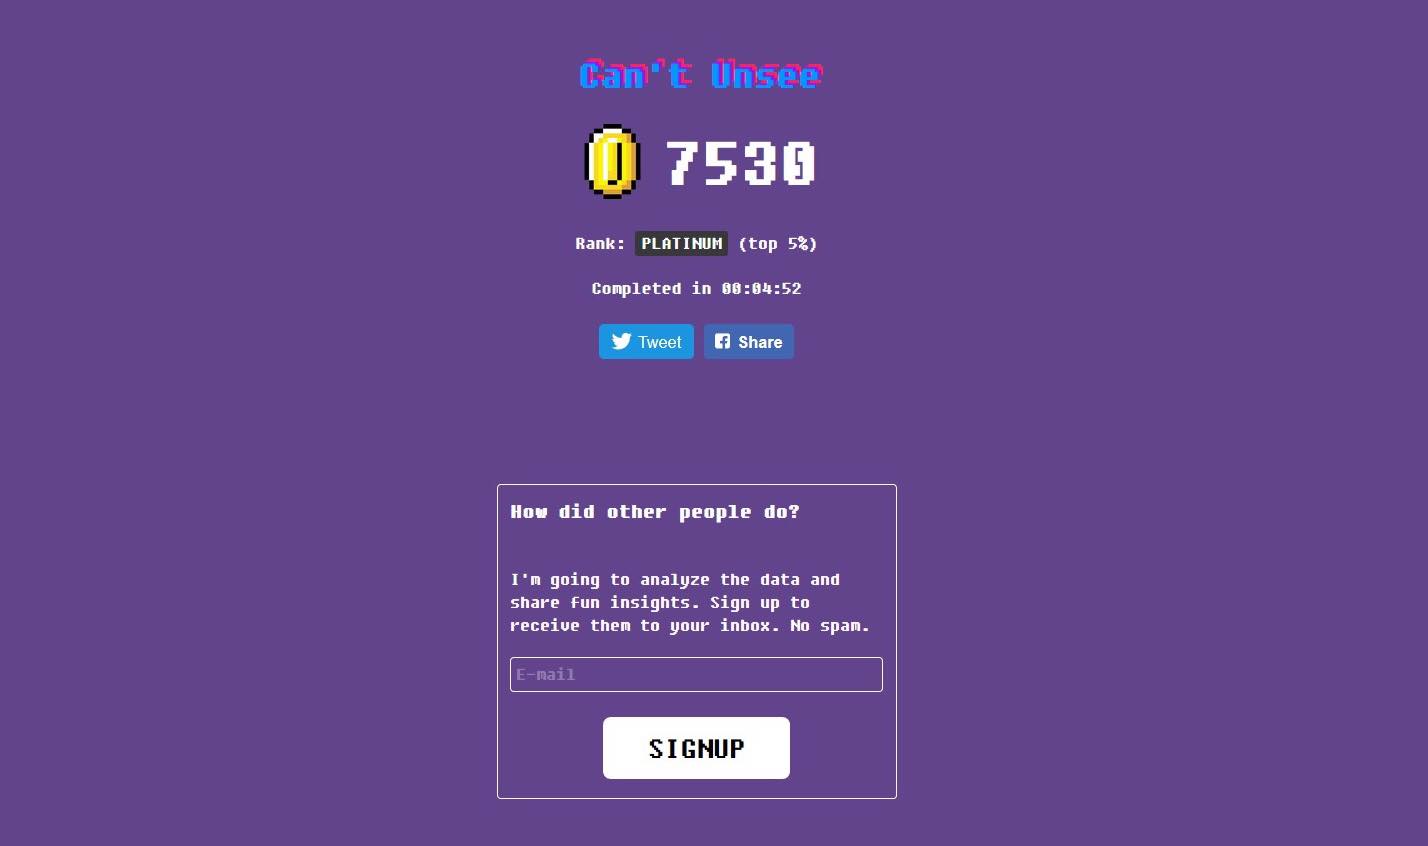 Can't Unsee
7530
Rank: PLATINUM (top 5%)
Completed in 00:04:52
Tweet Share
How did other people do?
I'm going to analyze the data and
share fun insights. Sign up to
receive them to your inbox. No spam.
E-mail
SIGNUP